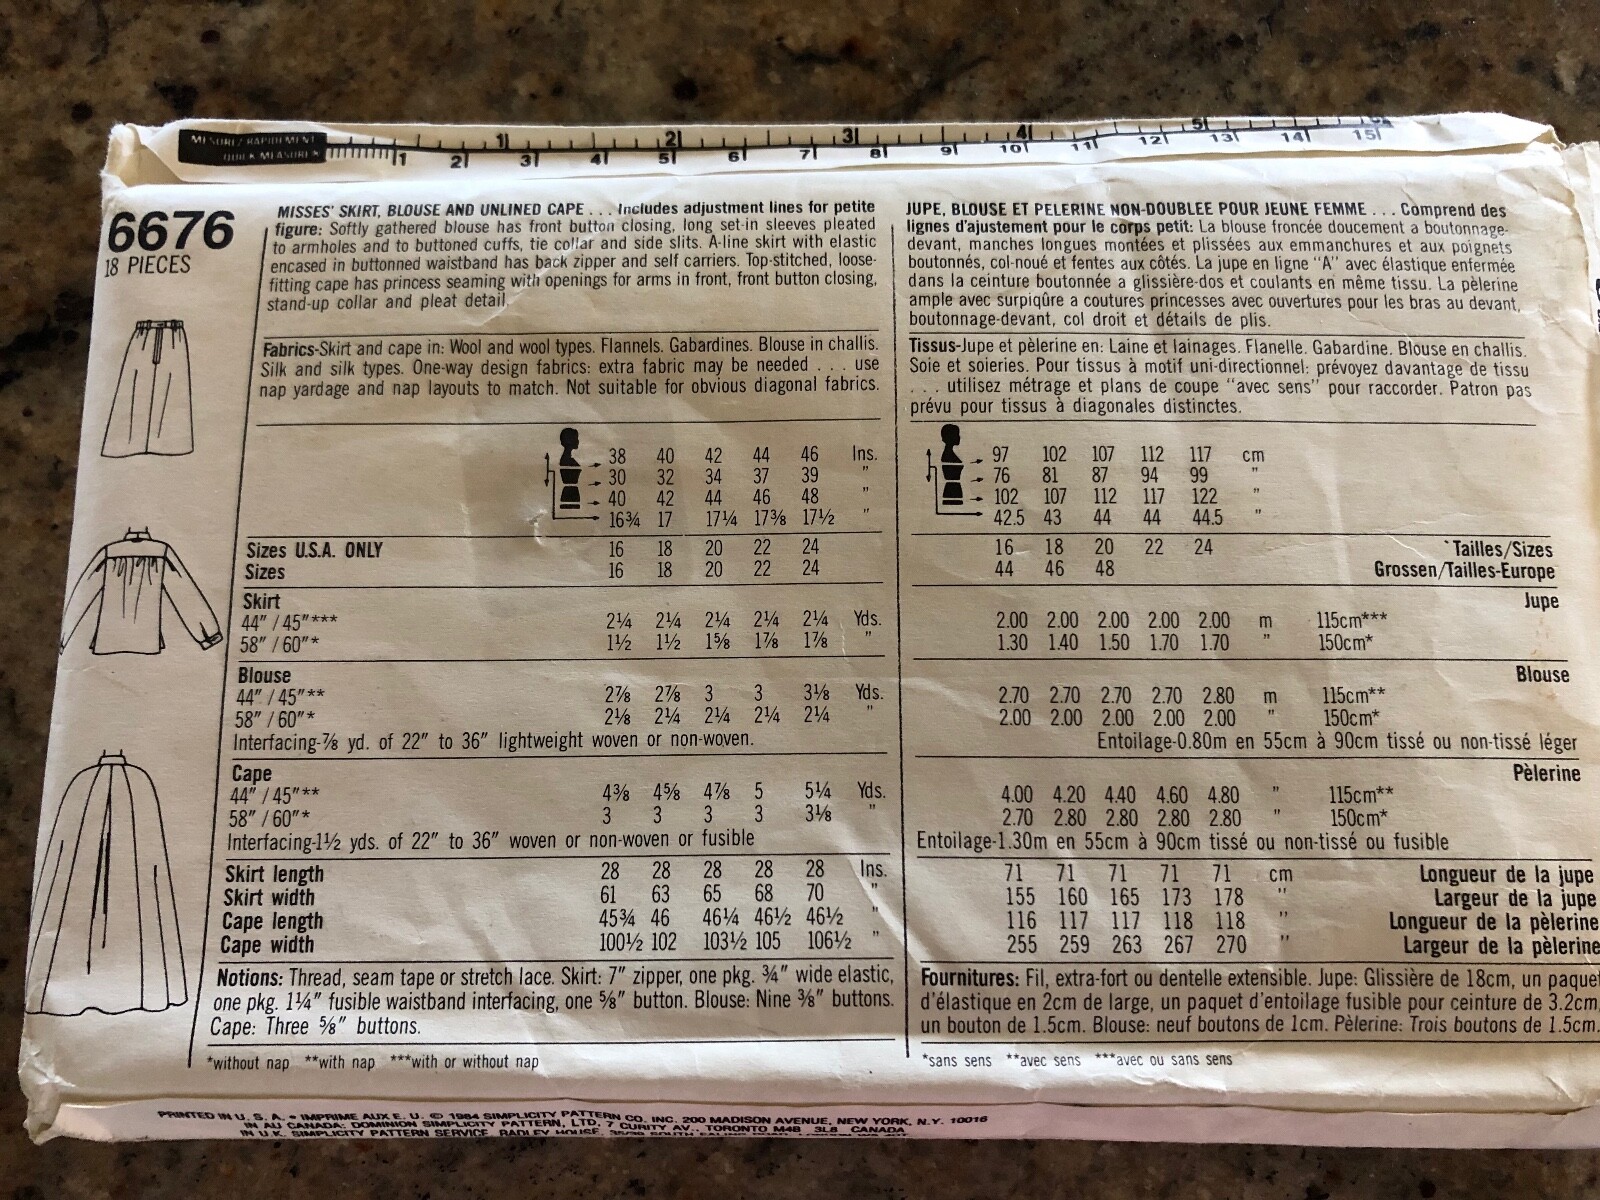 MESUREZ RAPIDEMENT
QUICK MEASURE
1 2 3 4 5
1 2 3 4 5 6 7 8 9 10 11 12 13 14 15
6676
18 PIECES
MISSES' SKIRT, BLOUSE AND UNLINED CAPE . . . Includes adjustment lines for petite
figure: Softly gathered blouse has front button closing, long set-in sleeves pleated
to armholes and to buttoned cuffs, tie collar and side slits. A-line skirt with elastic
encased in buttonned waistband has back zipper and self carriers. Top-stitched, loose-
fitting cape has princess seaming with openings for arms in front, front button closing,
stand-up collar and pleat detail.
Fabrics-Skirt and cape in: Wool and wool types. Flannels. Gabardines. Blouse in challis.
Silk and silk types. One-way design fabrics: extra fabric may be needed . . . use
nap yardage and nap layouts to match. Not suitable for obvious diagonal fabrics.
38 40 42 44 46 Ins.
30 32 34 37 39 "
40 42 44 46 48 "
16¾ 17 17¼ 17⅜ 17½ "
Sizes U.S.A. ONLY 16 18 20 22 24
Sizes 16 18 20 22 24
Skirt
44" / 45"*** 2¼ 2¼ 2¼ 2¼ 2¼ Yds.
58" / 60"* 1½ 1½ 1⅝ 1⅞ 1⅞ "
Blouse
44" / 45"** 2⅞ 2⅞ 3 3 3⅛ Yds.
58" / 60"* 2⅛ 2¼ 2¼ 2¼ 2¼ "
Interfacing-⅞ yd. of 22" to 36" lightweight woven or non-woven.
Cape
44" / 45"** 4⅜ 4⅝ 4⅞ 5 5¼ Yds.
58" / 60"* 3 3 3 3 3⅛ "
Interfacing-1½ yds. of 22" to 36" woven or non-woven or fusible
Skirt length 28 28 28 28 28 Ins.
Skirt width 61 63 65 68 70 "
Cape length 45¾ 46 46¼ 46½ 46½ "
Cape width 100½ 102 103½ 105 106½ "
Notions: Thread, seam tape or stretch lace. Skirt: 7" zipper, one pkg. ¾" wide elastic,
one pkg. 1¼" fusible waistband interfacing, one ⅝" button. Blouse: Nine ⅜" buttons.
Cape: Three ⅝" buttons.
*without nap **with nap ***with or without nap
JUPE, BLOUSE ET PELERINE NON-DOUBLEE POUR JEUNE FEMME . . . Comprend des
lignes d'ajustement pour le corps petit: La blouse froncée doucement a boutonnage-
devant, manches longues montées et plissées aux emmanchures et aux poignets
boutonnés, col-noué et fentes aux côtés. La jupe en ligne "A" avec élastique enfermée
dans la ceinture boutonnée a glissière-dos et coulants en même tissu. La pèlerine
ample avec surpiqûre a coutures princesses avec ouvertures pour les bras au devant,
boutonnage-devant, col droit et détails de plis.
Tissus-Jupe et pèlerine en: Laine et lainages. Flanelle. Gabardine. Blouse en challis.
Soie et soieries. Pour tissus à motif uni-directionnel: prévoyez davantage de tissu
. . . utilisez métrage et plans de coupe "avec sens" pour raccorder. Patron pas
prévu pour tissus à diagonales distinctes.
97 102 107 112 117 cm
76 81 87 94 99 "
102 107 112 117 122 "
42.5 43 44 44 44.5 "
16 18 20 22 24 Tailles/Sizes
44 46 48 Grossen/Tailles-Europe
Jupe
2.00 2.00 2.00 2.00 2.00 m 115cm***
1.30 1.40 1.50 1.70 1.70 " 150cm*
Blouse
2.70 2.70 2.70 2.70 2.80 m 115cm**
2.00 2.00 2.00 2.00 2.00 " 150cm*
Entoilage-0.80m en 55cm à 90cm tissé ou non-tissé léger
Pèlerine
4.00 4.20 4.40 4.60 4.80 " 115cm**
2.70 2.80 2.80 2.80 2.80 " 150cm*
Entoilage-1.30m en 55cm à 90cm tissé ou non-tissé ou fusible
71 71 71 71 71 cm Longueur de la jupe
155 160 165 173 178 " Largeur de la jupe
116 117 117 118 118 " Longueur de la pèlerine
255 259 263 267 270 " Largeur de la pèlerine
Fournitures: Fil, extra-fort ou dentelle extensible. Jupe: Glissière de 18cm, un paquet
d'élastique en 2cm de large, un paquet d'entoilage fusible pour ceinture de 3.2cm,
un bouton de 1.5cm. Blouse: neuf boutons de 1cm. Pèlerine: Trois boutons de 1.5cm.
*sans sens **avec sens ***avec ou sans sens
PRINTED IN U. S. A. • IMPRIME AUX E. U. © 1984 SIMPLICITY PATTERN CO. INC. 200 MADISON AVENUE, NEW YORK, N.Y. 10016
IN AU CANADA: DOMINION SIMPLICITY PATTERN, LTD, 7 CURITY AV., TORONTO M4B 3L8 CANADA
IN U.K. SIMPLICITY PATTERN SERVICE, RADLEY HOUSE,